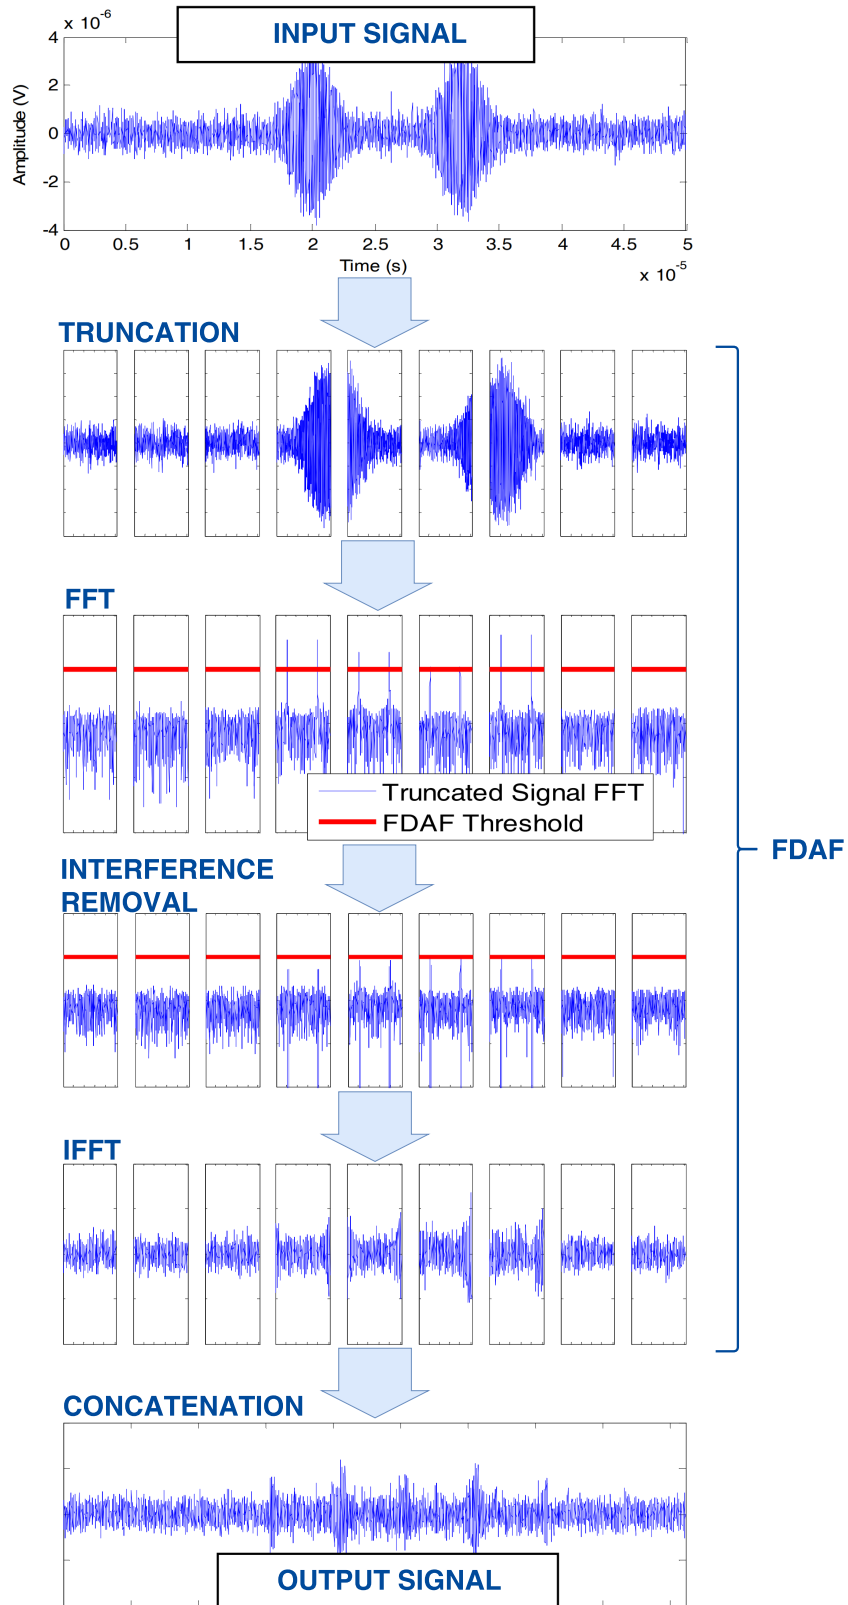 INPUT SIGNAL
x 10-6
4
2
0
-2
-4
Amplitude (V)
0 0.5 1 1.5 2 2.5 3 3.5 4 4.5 5
Time (s)
x 10-5
TRUNCATION
FFT
Truncated Signal FFT
FDAF Threshold
FDAF
INTERFERENCE
REMOVAL
IFFT
CONCATENATION
OUTPUT SIGNAL